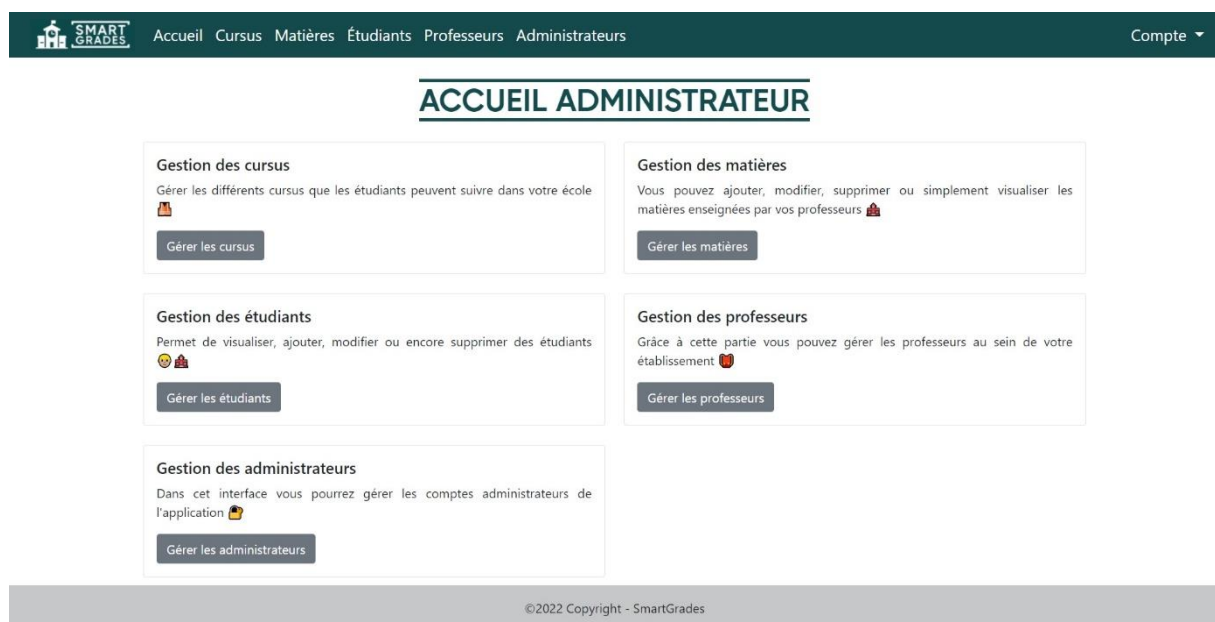 SMART
GRADES
Accueil Cursus Matières Étudiants Professeurs Administrateurs
Compte
ACCUEIL ADMINISTRATEUR
Gestion des cursus
Gérer les différents cursus que les étudiants peuvent suivre dans votre école
Gérer les cursus
Gestion des matières
Vous pouvez ajouter, modifier, supprimer ou simplement visualiser les
matières enseignées par vos professeurs
Gérer les matières
Gestion des étudiants
Permet de visualiser, ajouter, modifier ou encore supprimer des étudiants
Gérer les étudiants
Gestion des professeurs
Grâce à cette partie vous pouvez gérer les professeurs au sein de votre
établissement
Gérer les professeurs
Gestion des administrateurs
Dans cet interface vous pourrez gérer les comptes administrateurs de
l'application
Gérer les administrateurs
©2022 Copyright - SmartGrades